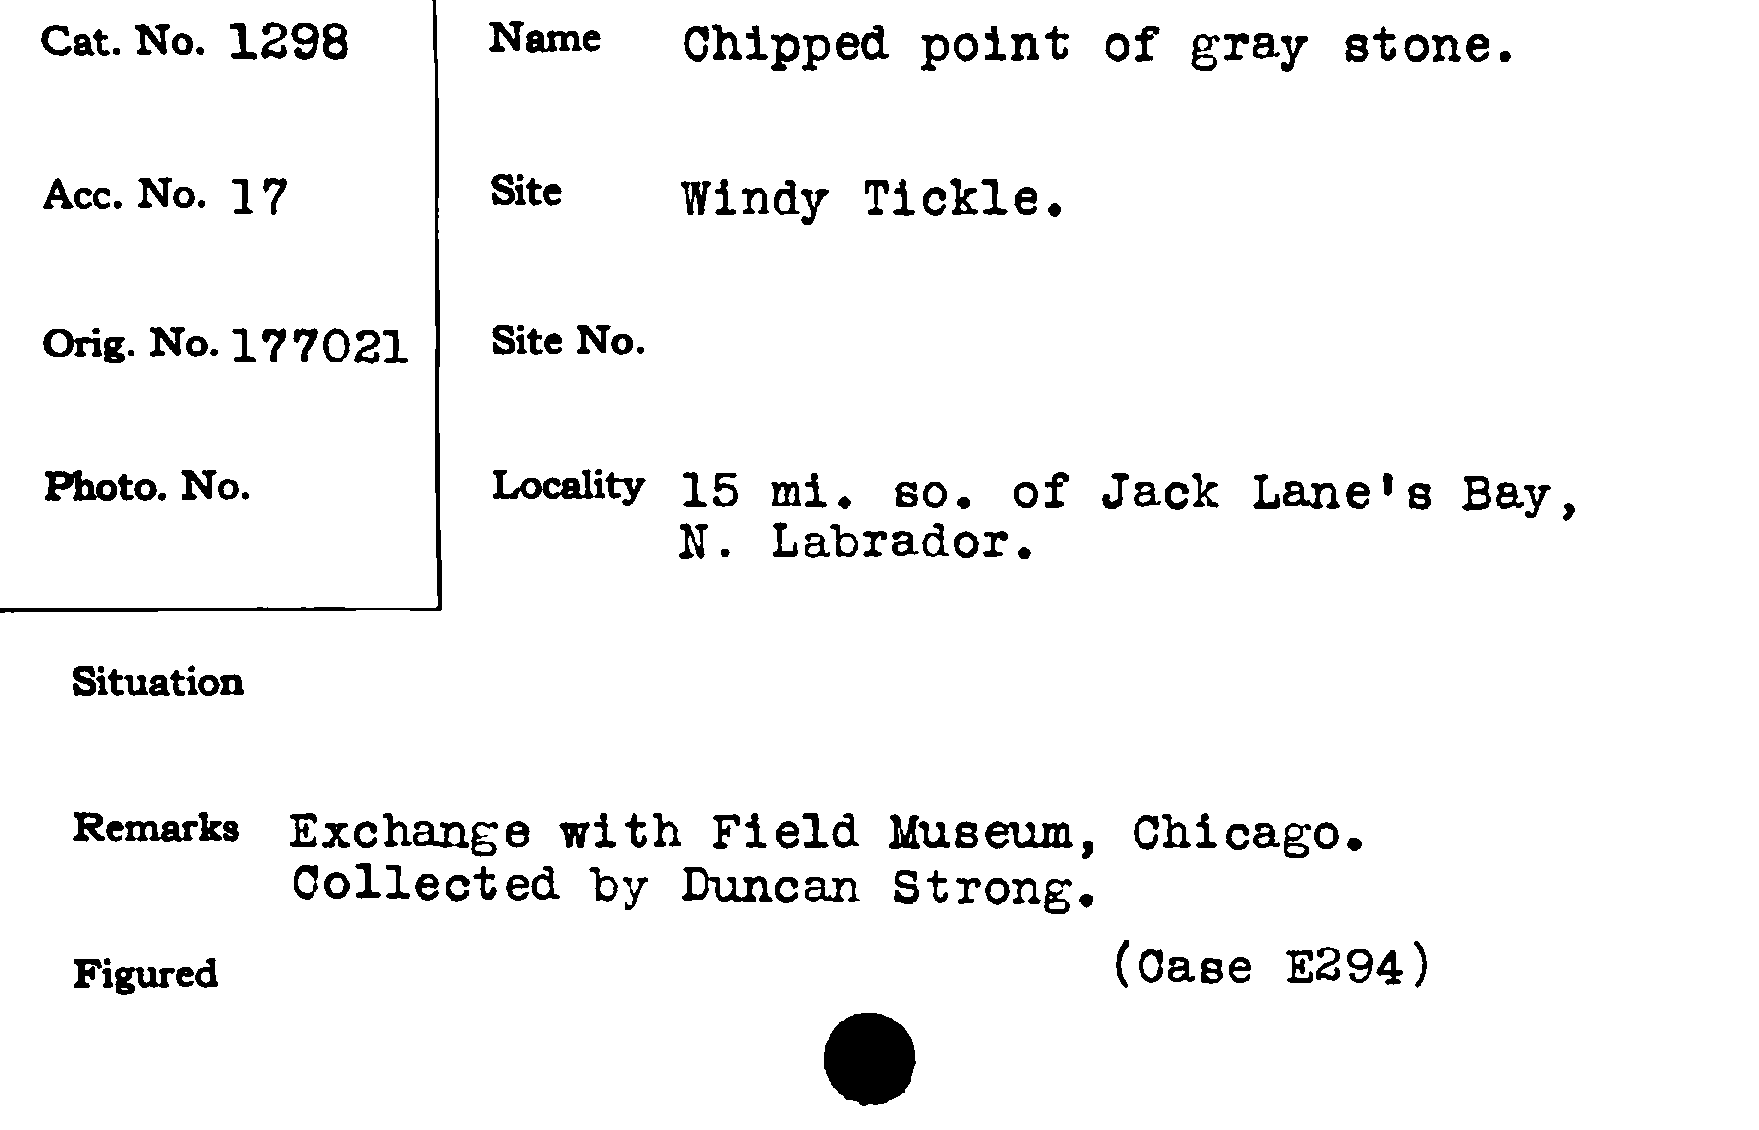 Cat. No. 1298
Name Chipped point of gray stone.
Acc. No. 17
Site Windy Tickle.
Orig. No. 177021
Site No.
Photo. No.
Locality 15 mi. so. of Jack Lane's Bay,
N. Labrador.
Situation
Remarks Exchange with Field Museum, Chicago.
Collected by Duncan Strong.
Figured
(Case E294)